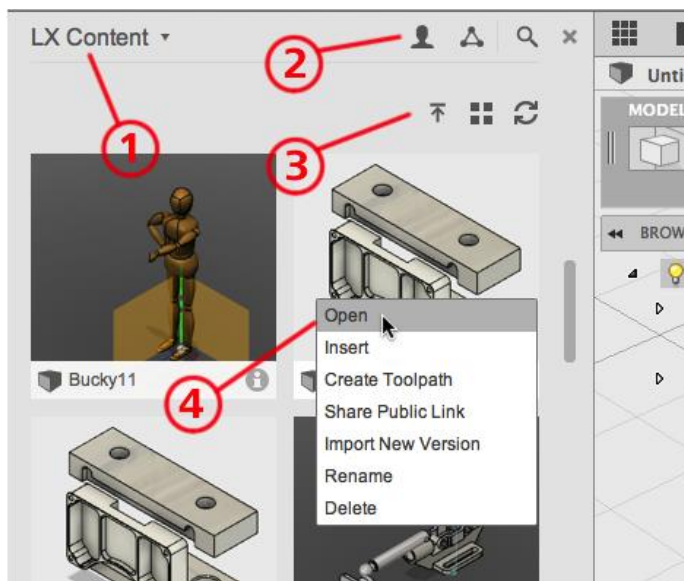 LX Content
2
Unti
MODEL
1
3
BROW
Open
Insert
Bucky11
4
Create Toolpath
Share Public Link
Import New Version
Rename
Delete